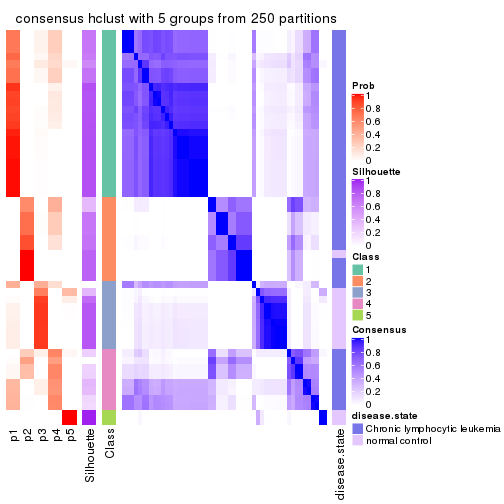 consensus hclust with 5 groups from 250 partitions
Prob
1
0.8
0.6
0.4
0.2
0
Silhouette
1
0.8
0.6
0.4
0.2
0
Class
1
2
3
4
5
Consensus
1
0.8
0.6
0.4
0.2
0
disease.state
Chronic lymphocytic leukemia
normal control
p1
p2
p3
p4
p5
Silhouette
Class
disease.state